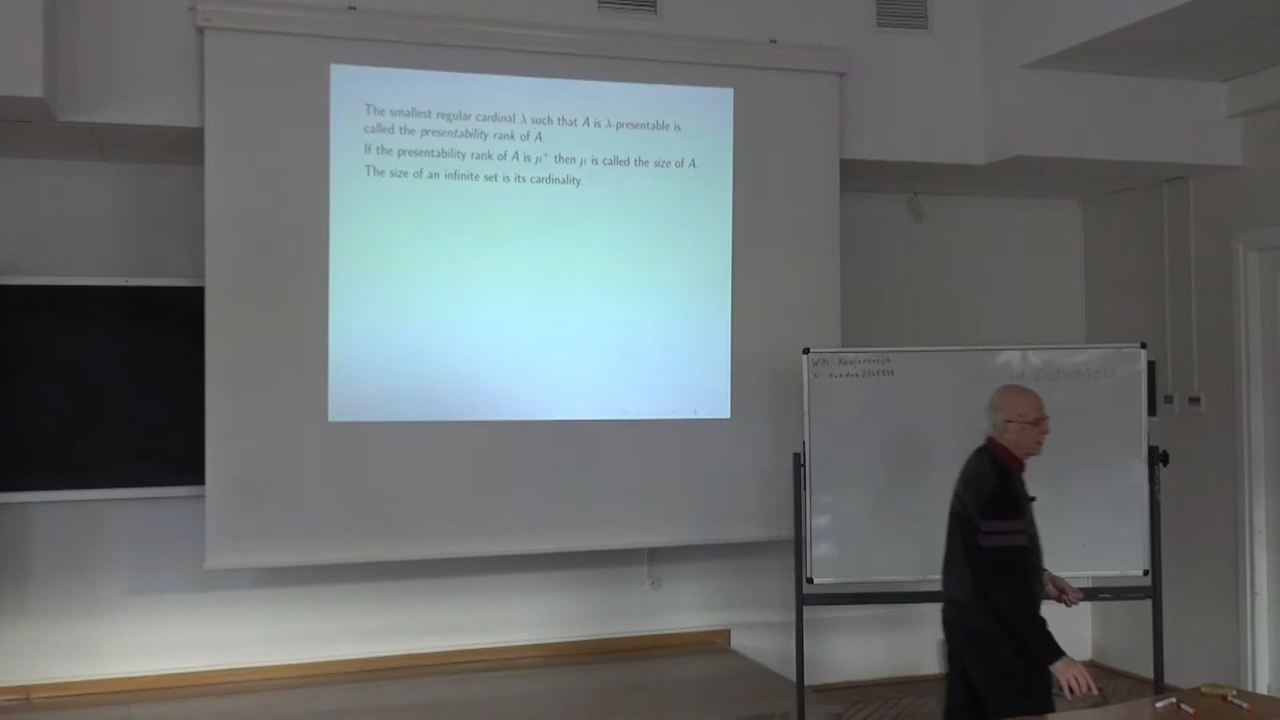 The smallest regular cardinal λ such that A is λ-presentable is
called the presentability rank of A.
If the presentability rank of A is μ⁺ then μ is called the size of A.
The size of an infinite set is its cardinality.